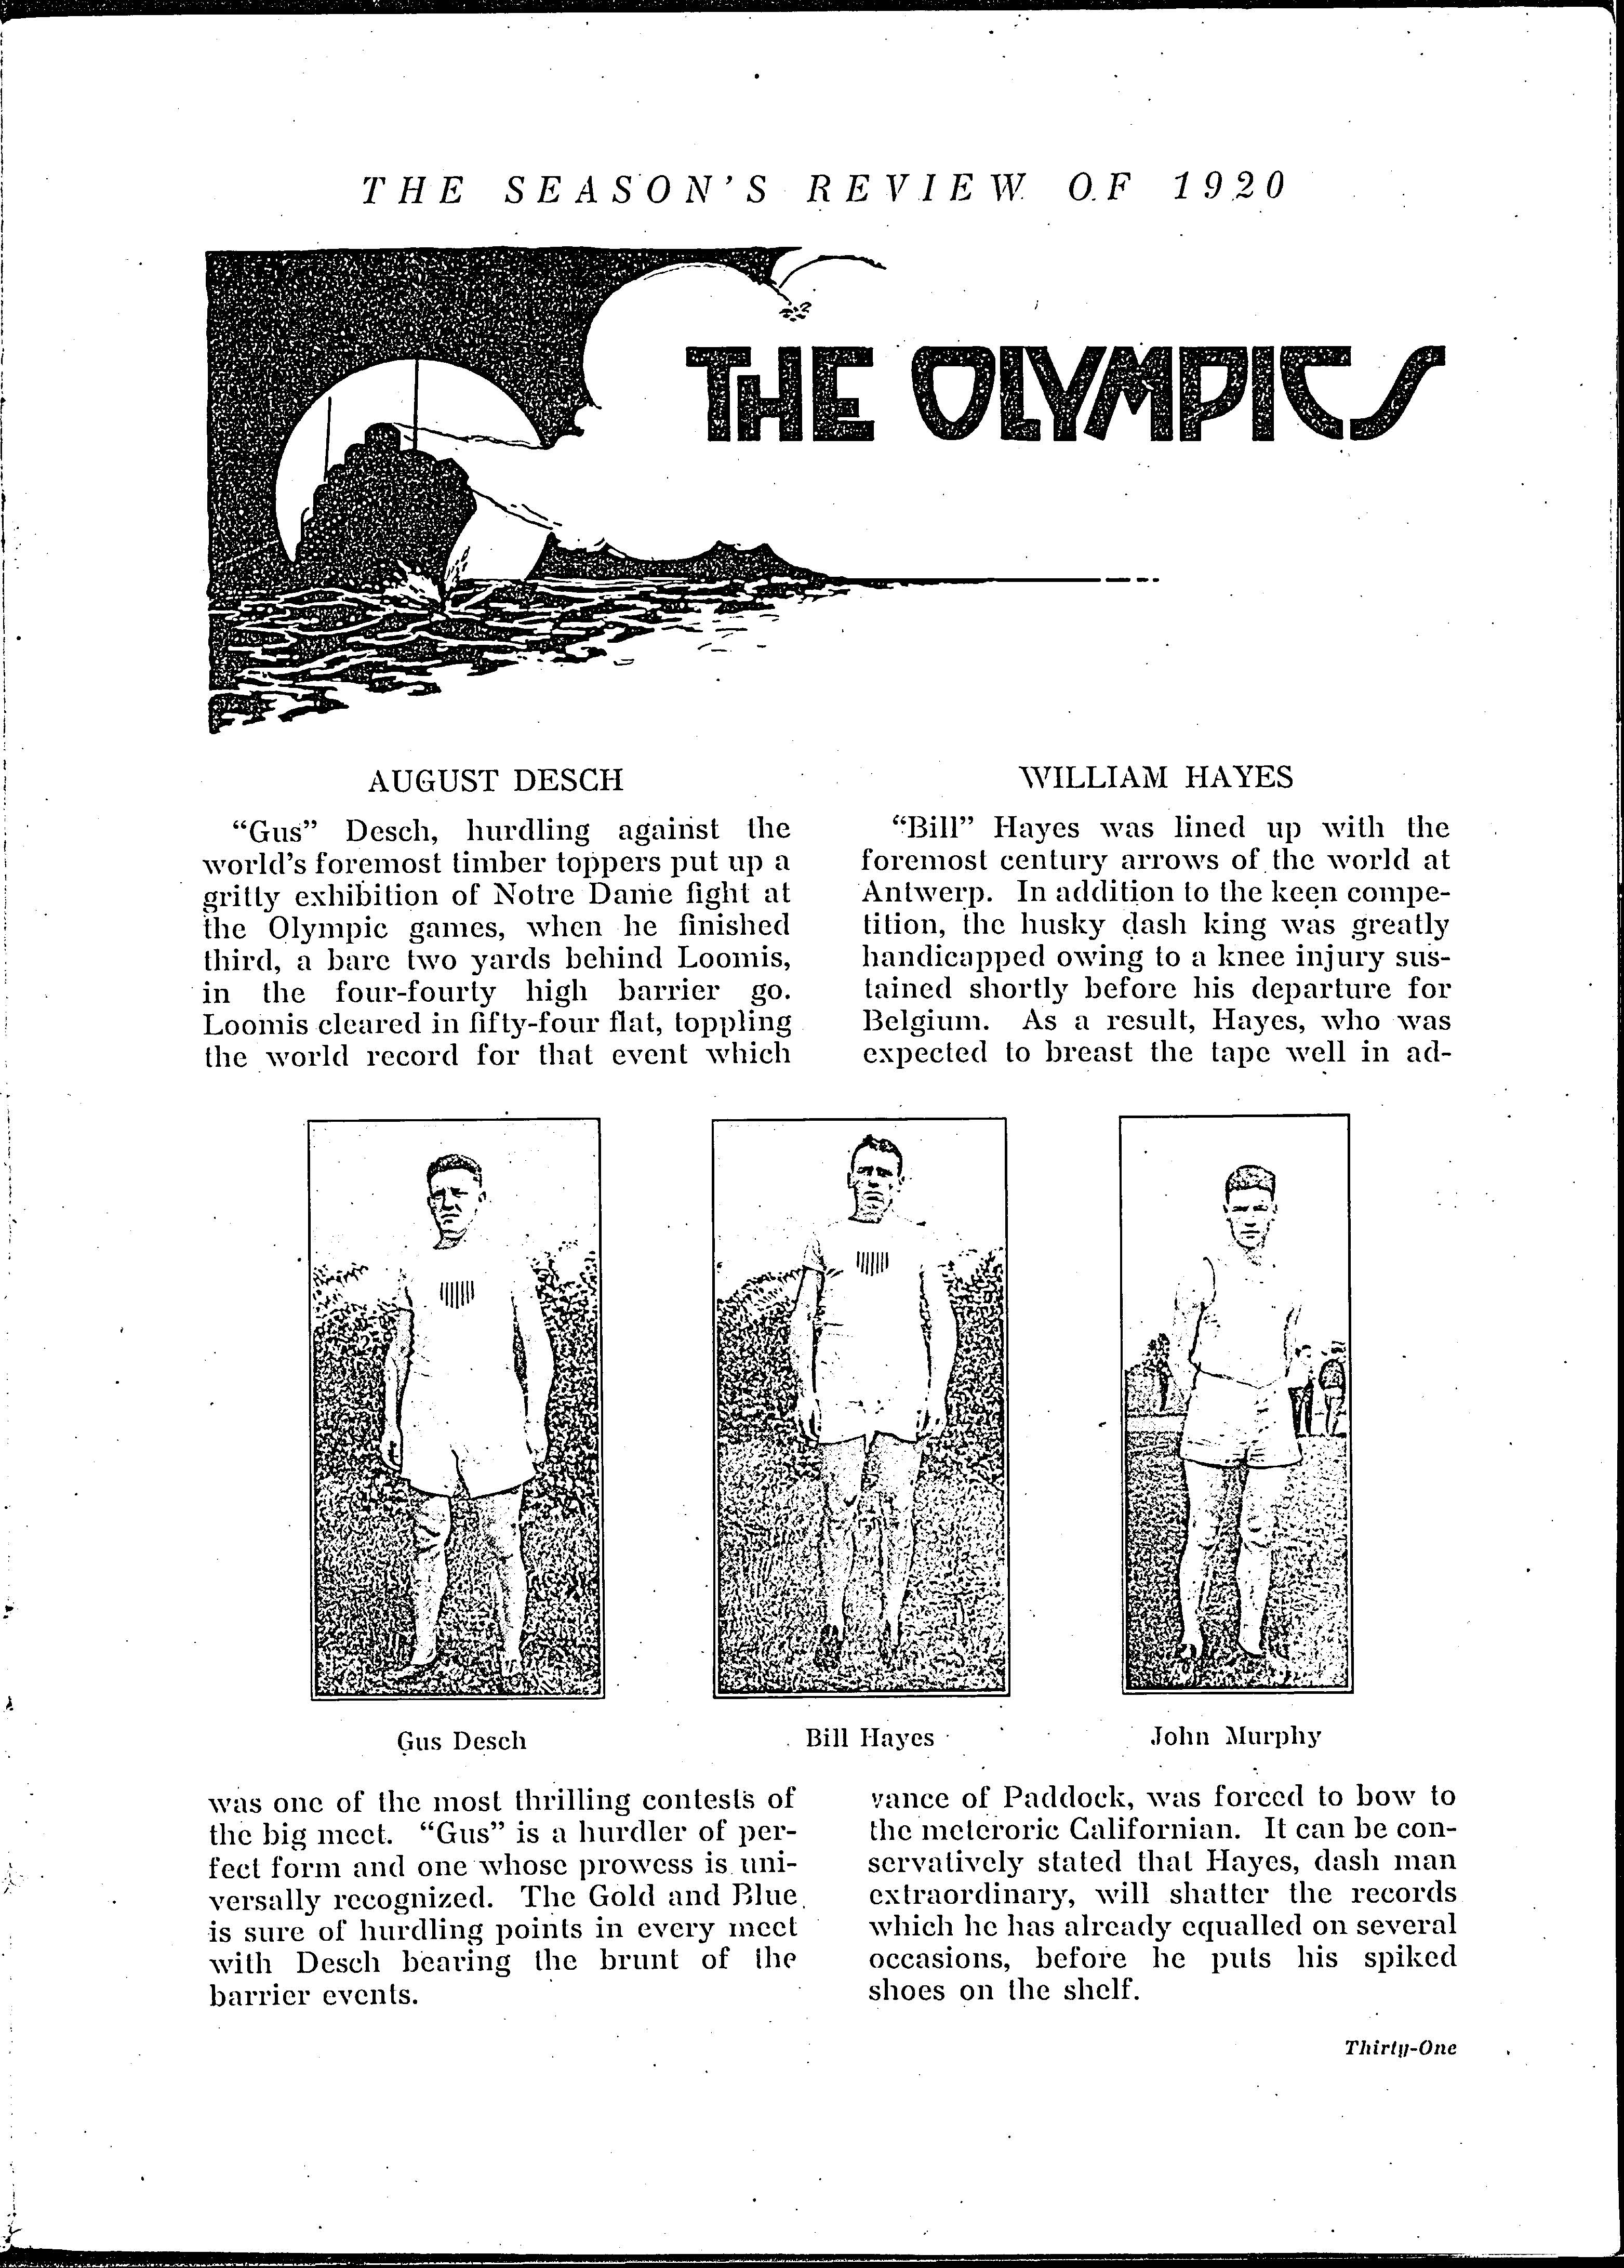 THE SEASON'S REVIEW OF 1920
THE OLYMPICS
AUGUST DESCH
"Gus" Desch, hurdling against the
world's foremost timber toppers put up a
gritty exhibition of Notre Dame fight at
the Olympic games, when he finished
third, a bare two yards behind Loomis,
in the four-fourty high barrier go.
Loomis cleared in fifty-four flat, toppling
the world record for that event which
WILLIAM HAYES
"Bill" Hayes was lined up with the
foremost century arrows of the world at
Antwerp. In addition to the keen compe-
tition, the husky dash king was greatly
handicapped owing to a knee injury sus-
tained shortly before his departure for
Belgium. As a result, Hayes, who was
expected to breast the tape well in ad-
Gus Desch
Bill Hayes
John Murphy
was one of the most thrilling contests of
the big meet. "Gus" is a hurdler of per-
fect form and one whose prowess is uni-
versally recognized. The Gold and Blue
is sure of hurdling points in every meet
with Desch bearing the brunt of the
barrier events.
vance of Paddock, was forced to bow to
the meteroric Californian. It can be con-
servatively stated that Hayes, dash man
extraordinary, will shatter the records
which he has already equalled on several
occasions, before he puts his spiked
shoes on the shelf.
Thirty-One